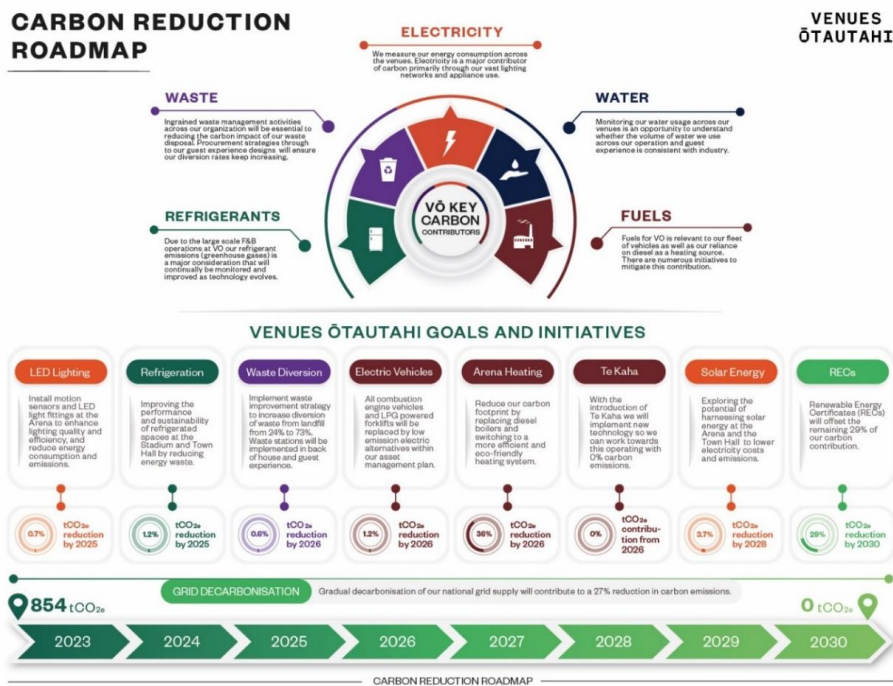 CARBON REDUCTION
ROADMAP
VENUES
ŌTAUTAHI
ELECTRICITY
We measure our energy consumption across
the venues. Electricity is a major contributor
of carbon primarily through our vast lighting
networks and appliance use.
WASTE
Ingrained waste management activities
across our organization will be essential to
reducing the carbon impact of our waste
disposal. Procurement strategies through
to our guest experience designs will ensure
our diversion rates keep increasing.
WATER
Monitoring our water usage across our
venues is an opportunity to understand
whether the volume of water we use
across our operation and guest
experience is consistent with industry.
REFRIGERANTS
Due to the large scale F&B
operations at VO our refrigerant
emissions (greenhouse gases) is
a major consideration that will
continually be monitored and
improved as technology evolves.
VŌ KEY
CARBON
CONTRIBUTORS
FUELS
Fuels for VO is relevant to our fleet
of vehicles as well as our reliance
on diesel as a heating source.
There are numerous initiatives to
mitigate this contribution.
VENUES ŌTAUTAHI GOALS AND INITIATIVES
LED Lighting
Install motion
sensors and LED
light fittings at the
Arena to enhance
lighting quality and
efficiency, and
reduce energy
consumption and
emissions.
0.7%
tCO2e
reduction
by 2025
Refrigeration
Improving the
performance
and sustainability
of refrigerated
spaces at the
Stadium and Town
Hall by reducing
energy waste.
1.2%
tCO2e
reduction
by 2025
Waste Diversion
Implement waste
improvement strategy
to increase diversion
of waste from landfill
from 24% to 73%.
Waste stations will be
implemented in back
of house and guest
experience.
0.6%
tCO2e
reduction
by 2026
Electric Vehicles
All combustion
engine vehicles and
LPG powered
forklifts will be
replaced by low
emission electric
alternatives within
our asset
management plan.
1.2%
tCO2e
reduction
by 2026
Arena Heating
Reduce our carbon
footprint by
replacing diesel
boilers and
switching to a
more efficient and
eco-friendly
heating system.
36%
tCO2e
reduction
by 2026
Te Kaha
With the
introduction of
Te Kaha we will
implement new
technology so we
can work towards
this operating with
0% carbon
emissions.
0%
tCO2e
contribu-
tion from
2026
Solar Energy
Exploring the
potential of
harnessing solar
energy at the
Arena and the
Town Hall to lower
electricity costs
and emissions.
3.7%
tCO2e
reduction
by 2028
RECs
Renewable Energy
Certificates (RECs)
will offset the
remaining 29% of
our carbon
contribution.
29%
tCO2e
reduction
by 2030
GRID DECARBONISATION
Gradual decarbonisation of our national grid supply will contribute to a 27% reduction in carbon emissions.
854 tCO2e
0 tCO2e
2023
2024
2025
2026
2027
2028
2029
2030
CARBON REDUCTION ROADMAP